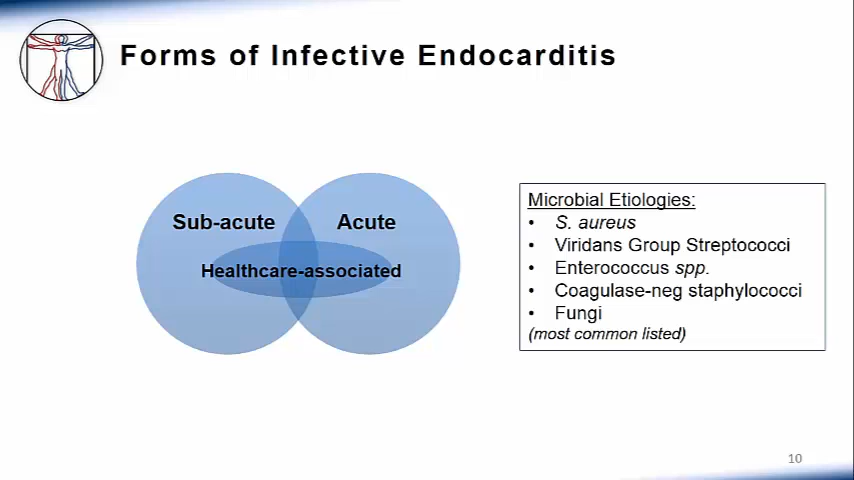 Forms of Infective Endocarditis
Sub-acute
Acute
Healthcare-associated
Microbial Etiologies:
• S. aureus
• Viridans Group Streptococci
• Enterococcus spp.
• Coagulase-neg staphylococci
• Fungi
(most common listed)
10